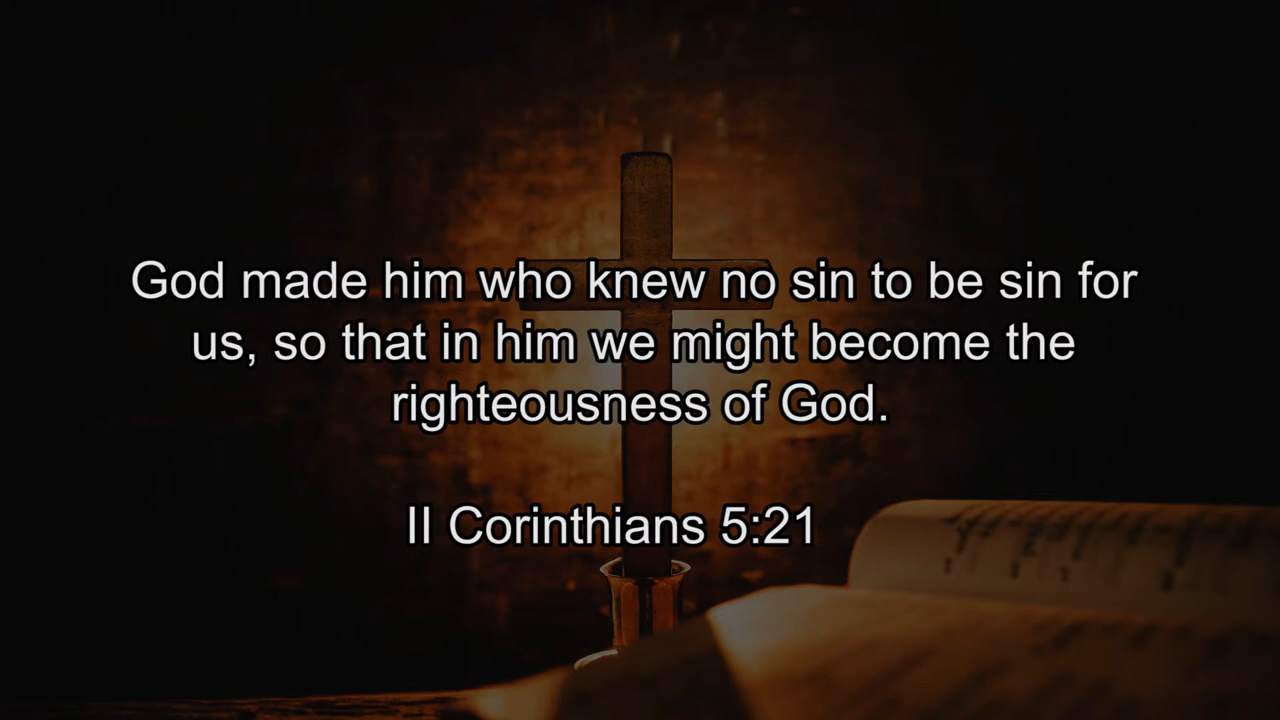 God made him who knew no sin to be sin for
us, so that in him we might become the
righteousness of God.
II Corinthians 5:21